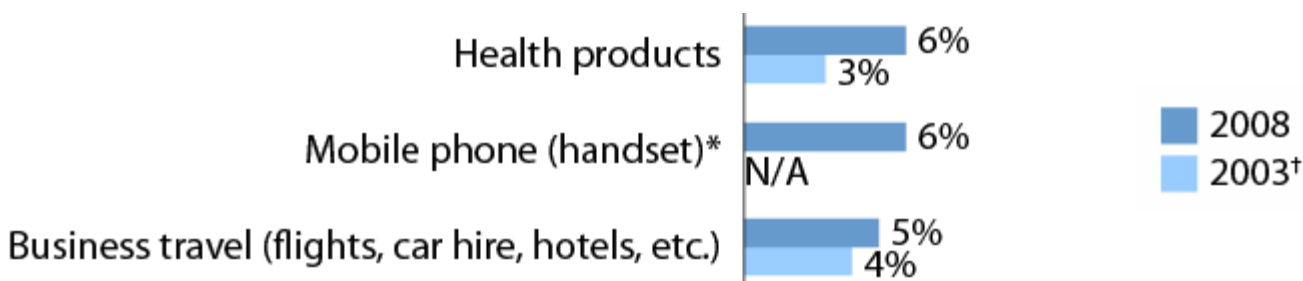 Health products
6%
3%
Mobile phone (handset)*
6%
N/A
Business travel (flights, car hire, hotels, etc.)
5%
4%
2008
2003†